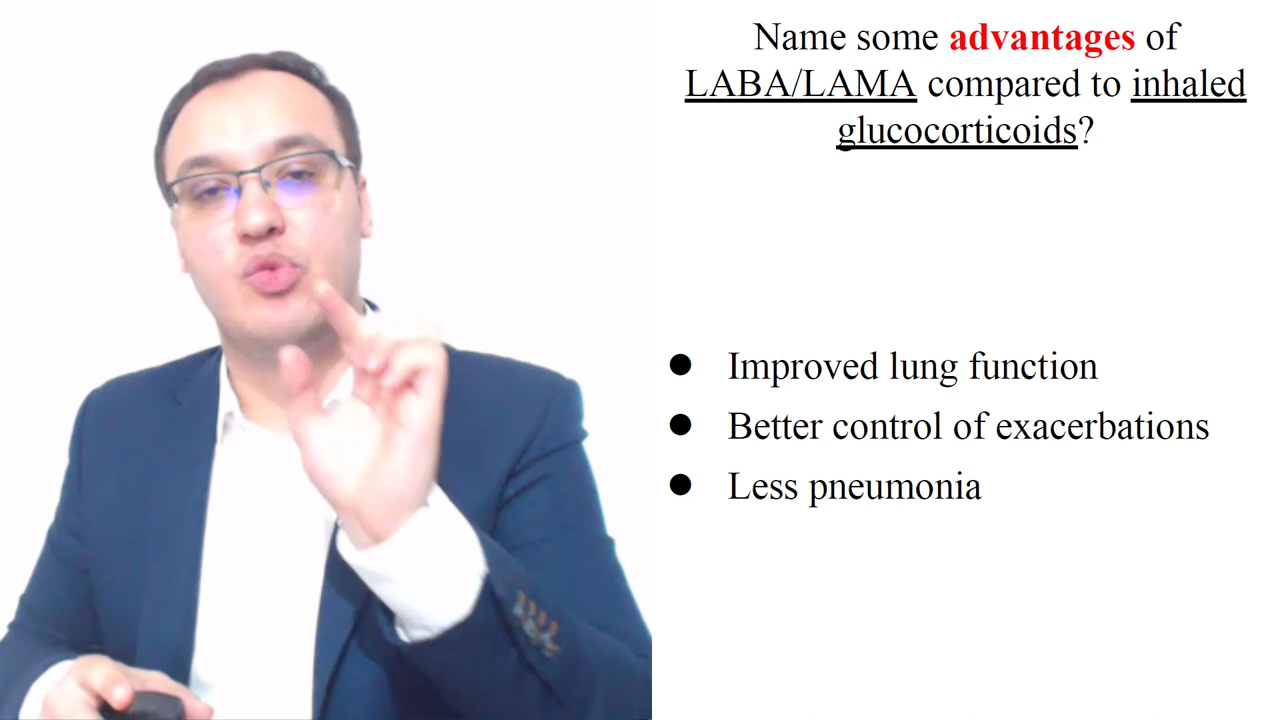 Name some advantages of
LABA/LAMA compared to inhaled
glucocorticoids?
● Improved lung function
● Better control of exacerbations
● Less pneumonia